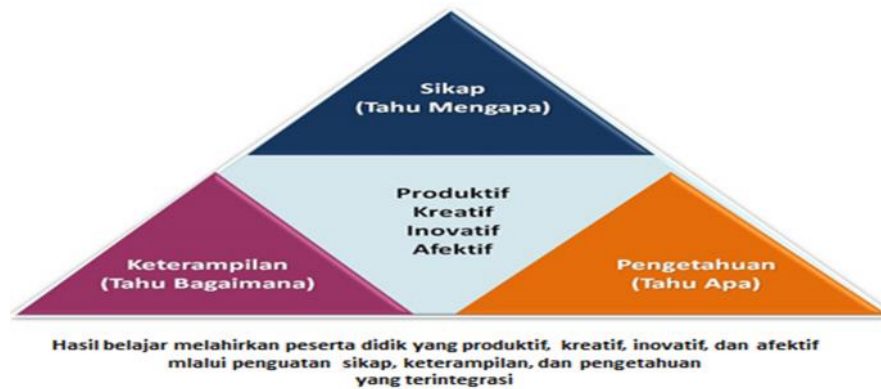 Sikap
(Tahu Mengapa)
Produktif
Kreatif
Inovatif
Afektif
Keterampilan
(Tahu Bagaimana)
Pengetahuan
(Tahu Apa)
Hasil belajar melahirkan peserta didik yang produktif, kreatif, inovatif, dan afektif
mlalui penguatan sikap, keterampilan, dan pengetahuan
yang terintegrasi